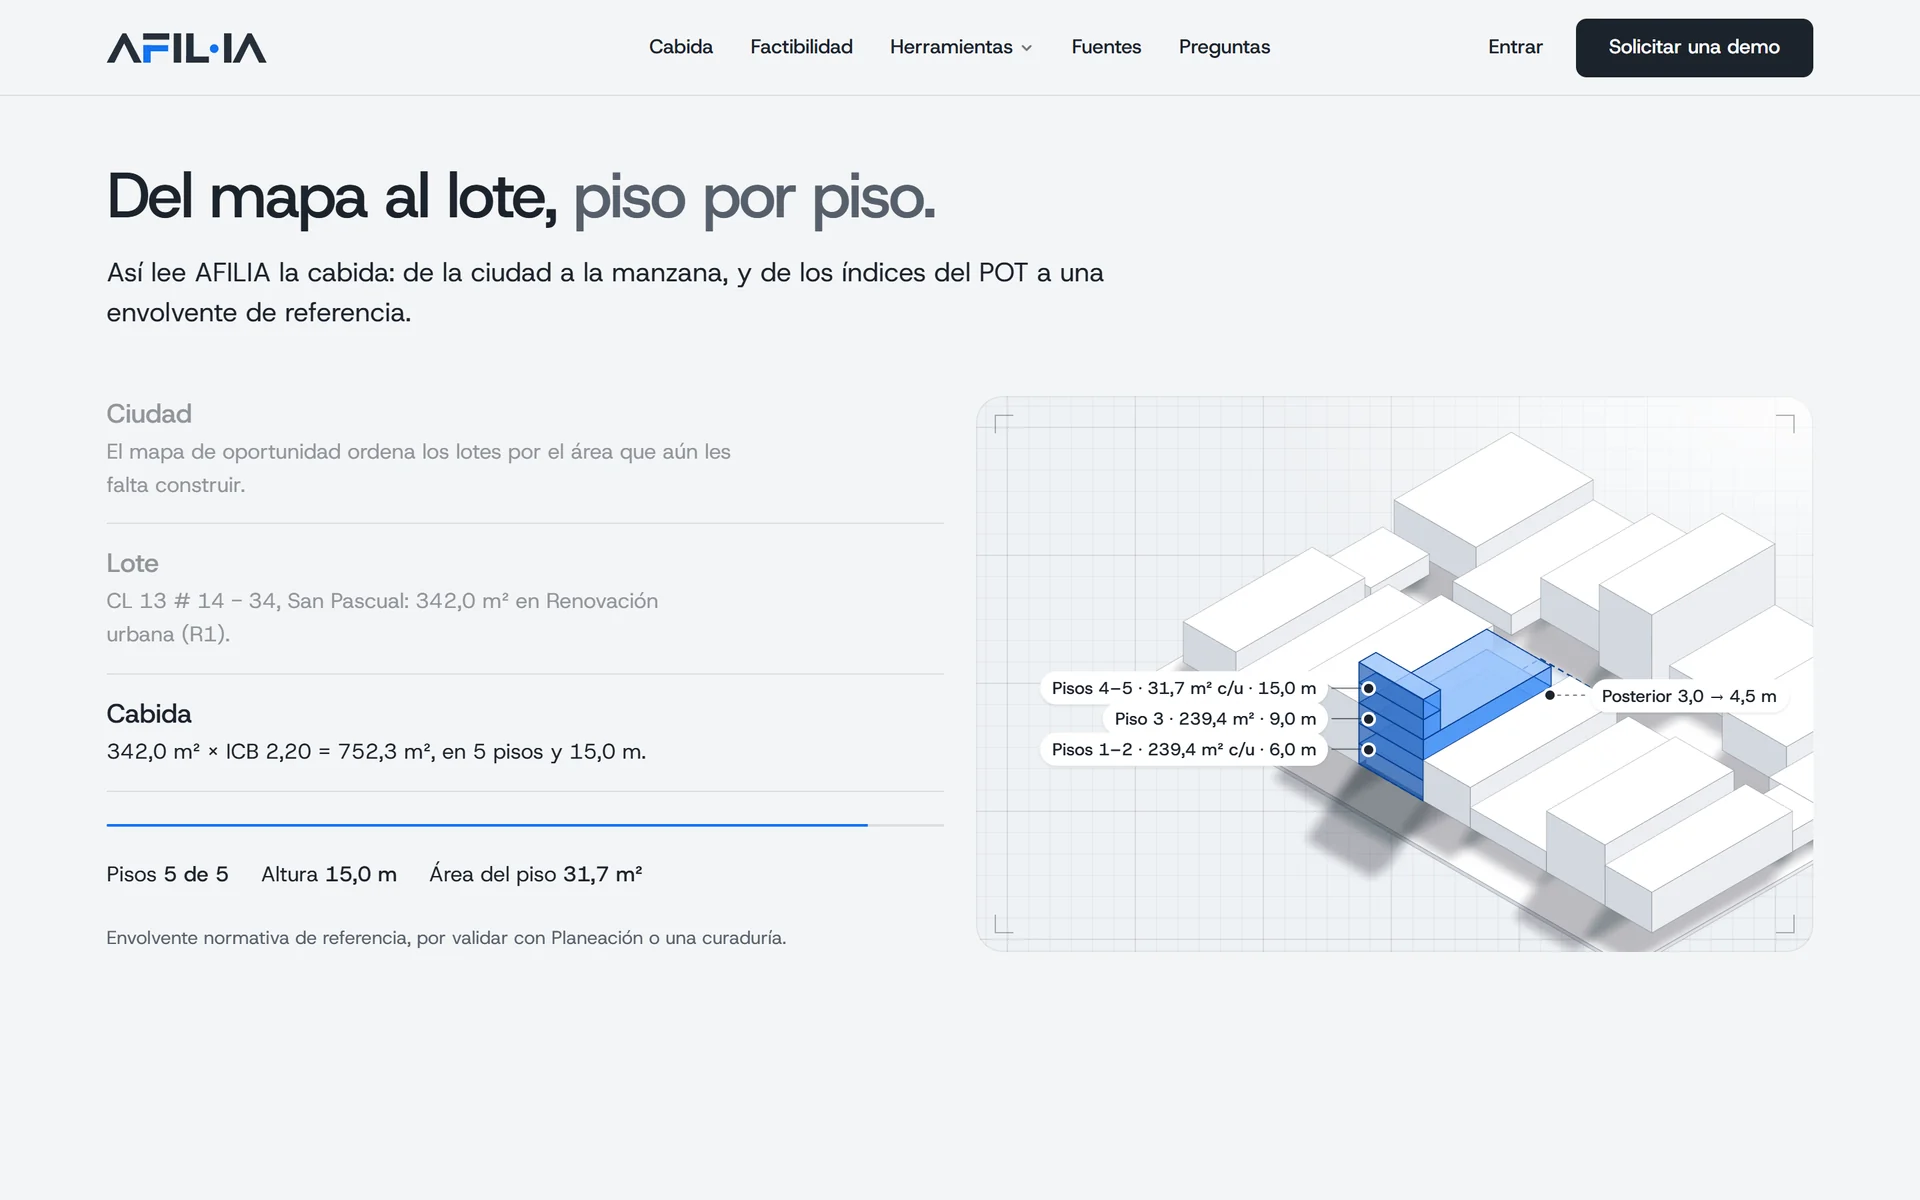 AFIL·IA
Cabida
Factibilidad
Herramientas
Fuentes
Preguntas
Entrar
Solicitar una demo
Del mapa al lote, piso por piso.
Así lee AFILIA la cabida: de la ciudad a la manzana, y de los índices del POT a una
envolvente de referencia.
Ciudad
El mapa de oportunidad ordena los lotes por el área que aún les
falta construir.
Lote
CL 13 # 14 – 34, San Pascual: 342,0 m² en Renovación
urbana (R1).
Cabida
342,0 m² × ICB 2,20 = 752,3 m², en 5 pisos y 15,0 m.
Pisos 5 de 5 Altura 15,0 m Área del piso 31,7 m²
Envolvente normativa de referencia, por validar con Planeación o una curaduría.
Pisos 4–5 · 31,7 m² c/u · 15,0 m
Piso 3 · 239,4 m² · 9,0 m
Pisos 1–2 · 239,4 m² c/u · 6,0 m
Posterior 3,0 → 4,5 m